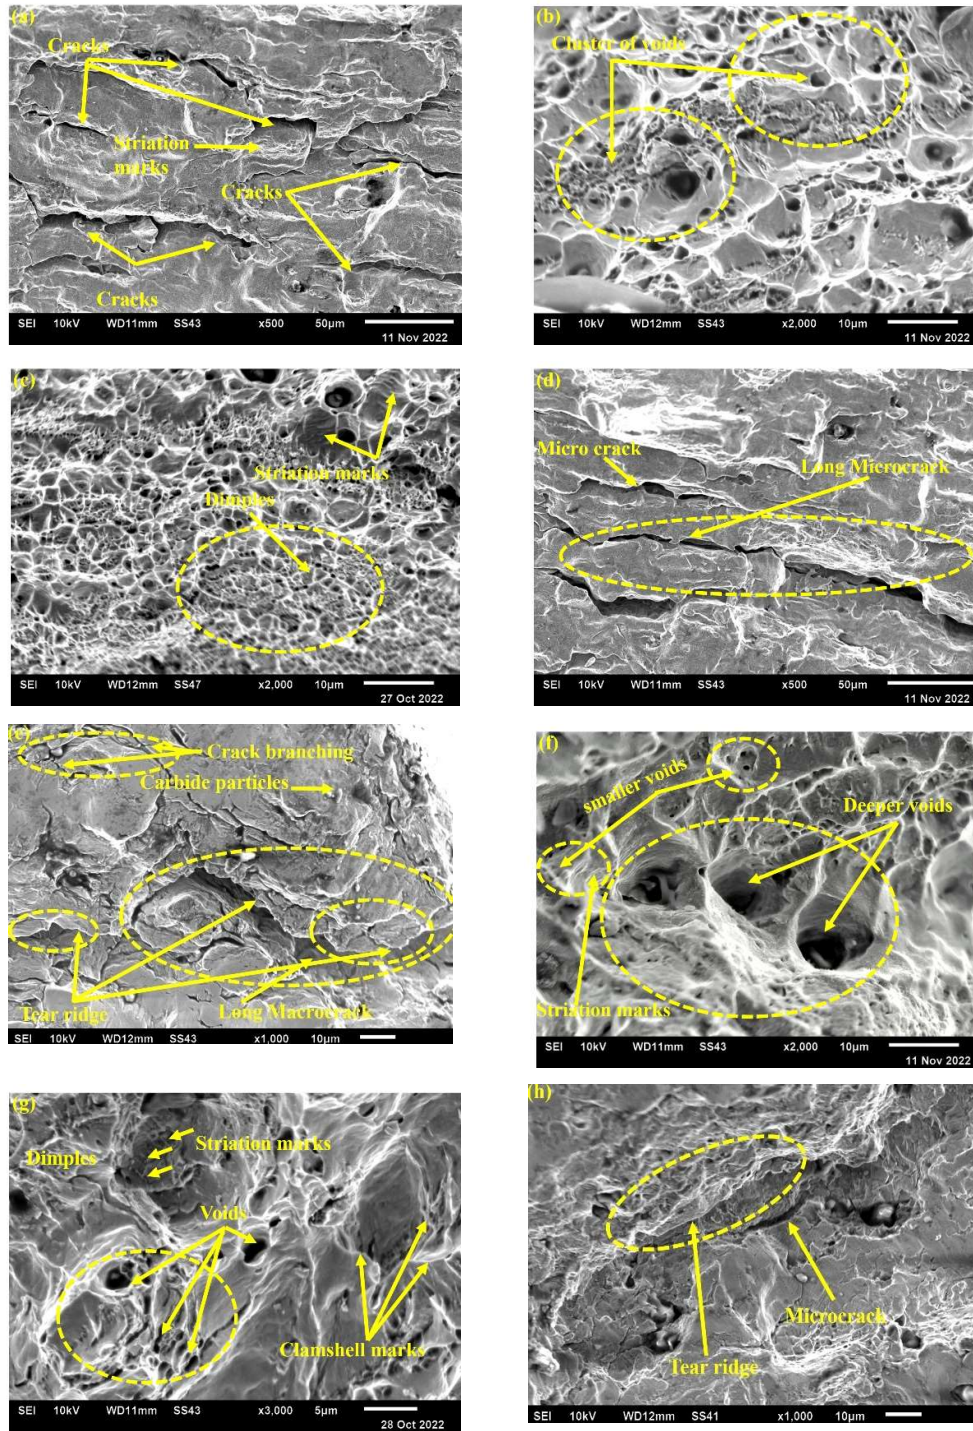 (a)
Cracks
Striation
marks
Cracks
Cracks
SEI 10kV WD11mm SS43 x500 50µm
11 Nov 2022
(b)
Cluster of voids
SEI 10kV WD12mm SS43 x2,000 10µm
11 Nov 2022
(c)
Striation marks
Dimples
SEI 10kV WD12mm SS47 x2,000 10µm
27 Oct 2022
(d)
Micro crack
Long Microcrack
SEI 10kV WD11mm SS43 x500 50µm
11 Nov 2022
(e)
Crack branching
Carbide particles
Tear ridge
Long Macrocrack
SEI 10kV WD12mm SS43 x1,000 10µm
(f)
smaller voids
Deeper voids
Striation marks
SEI 10kV WD11mm SS43 x2,000 10µm
11 Nov 2022
(g)
Striation marks
Dimples
Voids
Clamshell marks
SEI 10kV WD11mm SS43 x3,000 5µm
28 Oct 2022
(h)
Microcrack
Tear ridge
SEI 10kV WD12mm SS41 x1,000 10µm